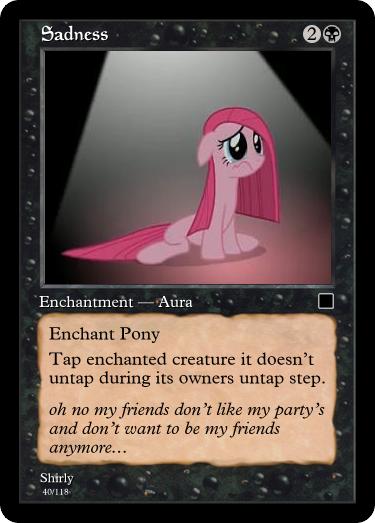 Sadness 2
Enchantment — Aura
Enchant Pony
Tap enchanted creature it doesn't
untap during its owners untap step.
oh no my friends don't like my party's
and don't want to be my friends
anymore...
Shirly
40/118